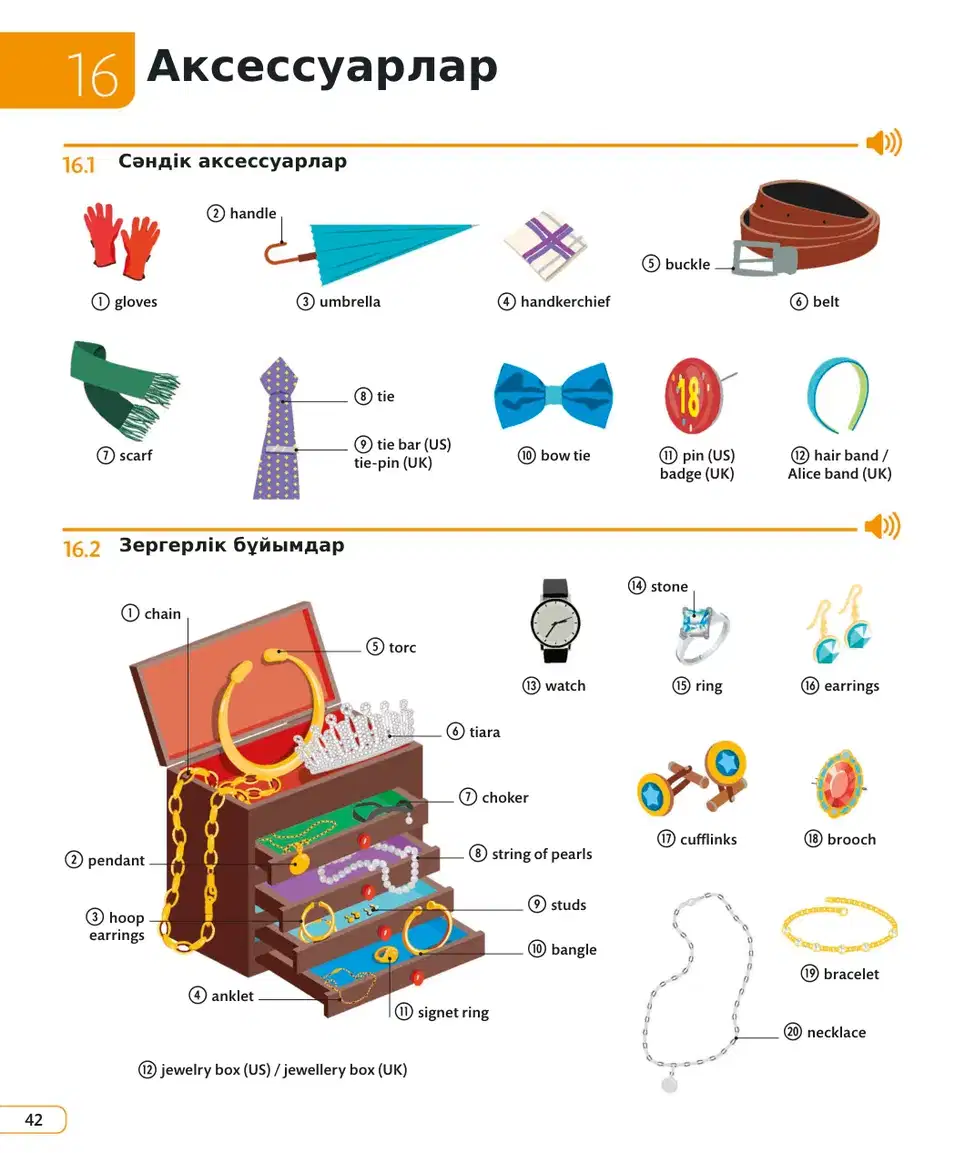 16 Аксессуарлар
16.1 Сәндік аксессуарлар
② handle
① gloves
③ umbrella
④ handkerchief
⑤ buckle
⑥ belt
⑦ scarf
⑧ tie
⑨ tie bar (US)
tie-pin (UK)
⑩ bow tie
18
⑪ pin (US)
badge (UK)
⑫ hair band /
Alice band (UK)
16.2 Зергерлік бұйымдар
① chain
② pendant
③ hoop
earrings
④ anklet
⑤ torc
⑥ tiara
⑦ choker
⑧ string of pearls
⑨ studs
⑩ bangle
⑪ signet ring
⑫ jewelry box (US) / jewellery box (UK)
⑬ watch
⑭ stone
⑮ ring
⑯ earrings
⑰ cufflinks
⑱ brooch
⑲ bracelet
⑳ necklace
42